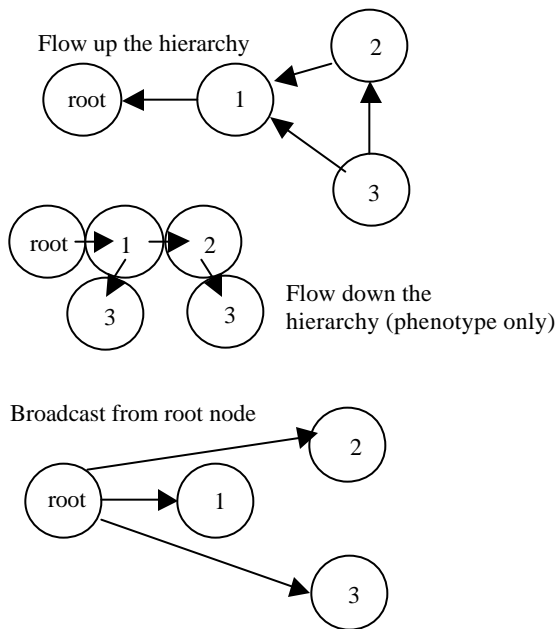 Flow up the hierarchy
2
root
1
3
root
1
2
3
3
Flow down the
hierarchy (phenotype only)
Broadcast from root node
2
root
1
3